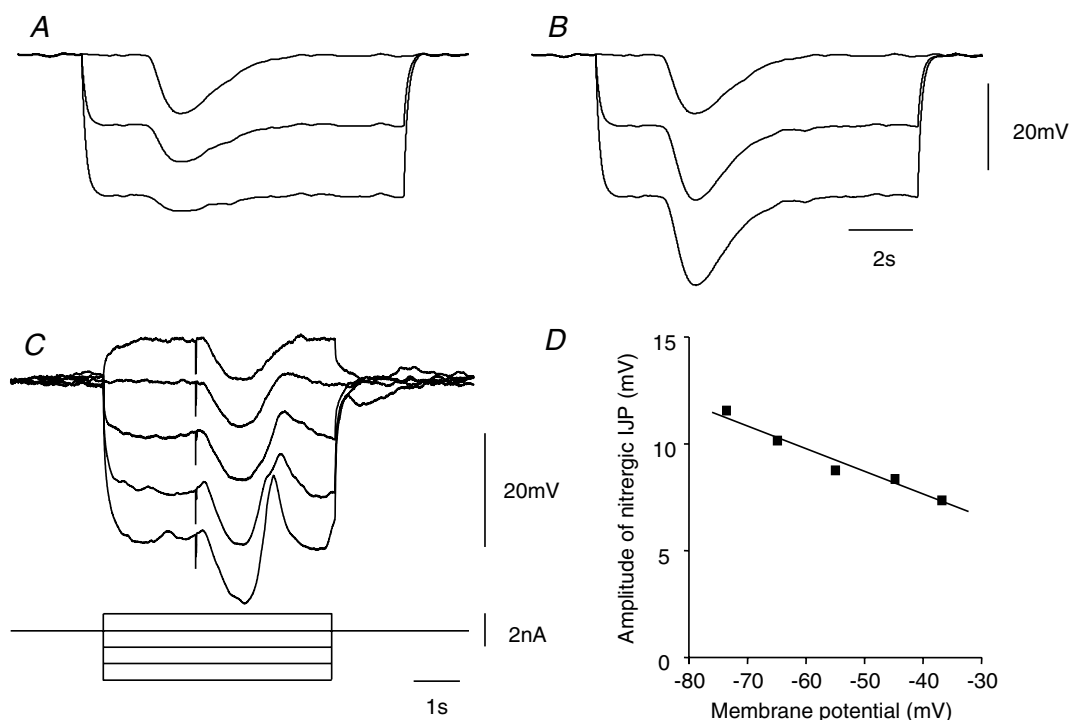 A
B
20mV
2s
C
20mV
2nA
1s
D
Amplitude of nitrergic IJP (mV)
15
10
5
0
-80 -70 -60 -50 -40 -30
Membrane potential (mV)